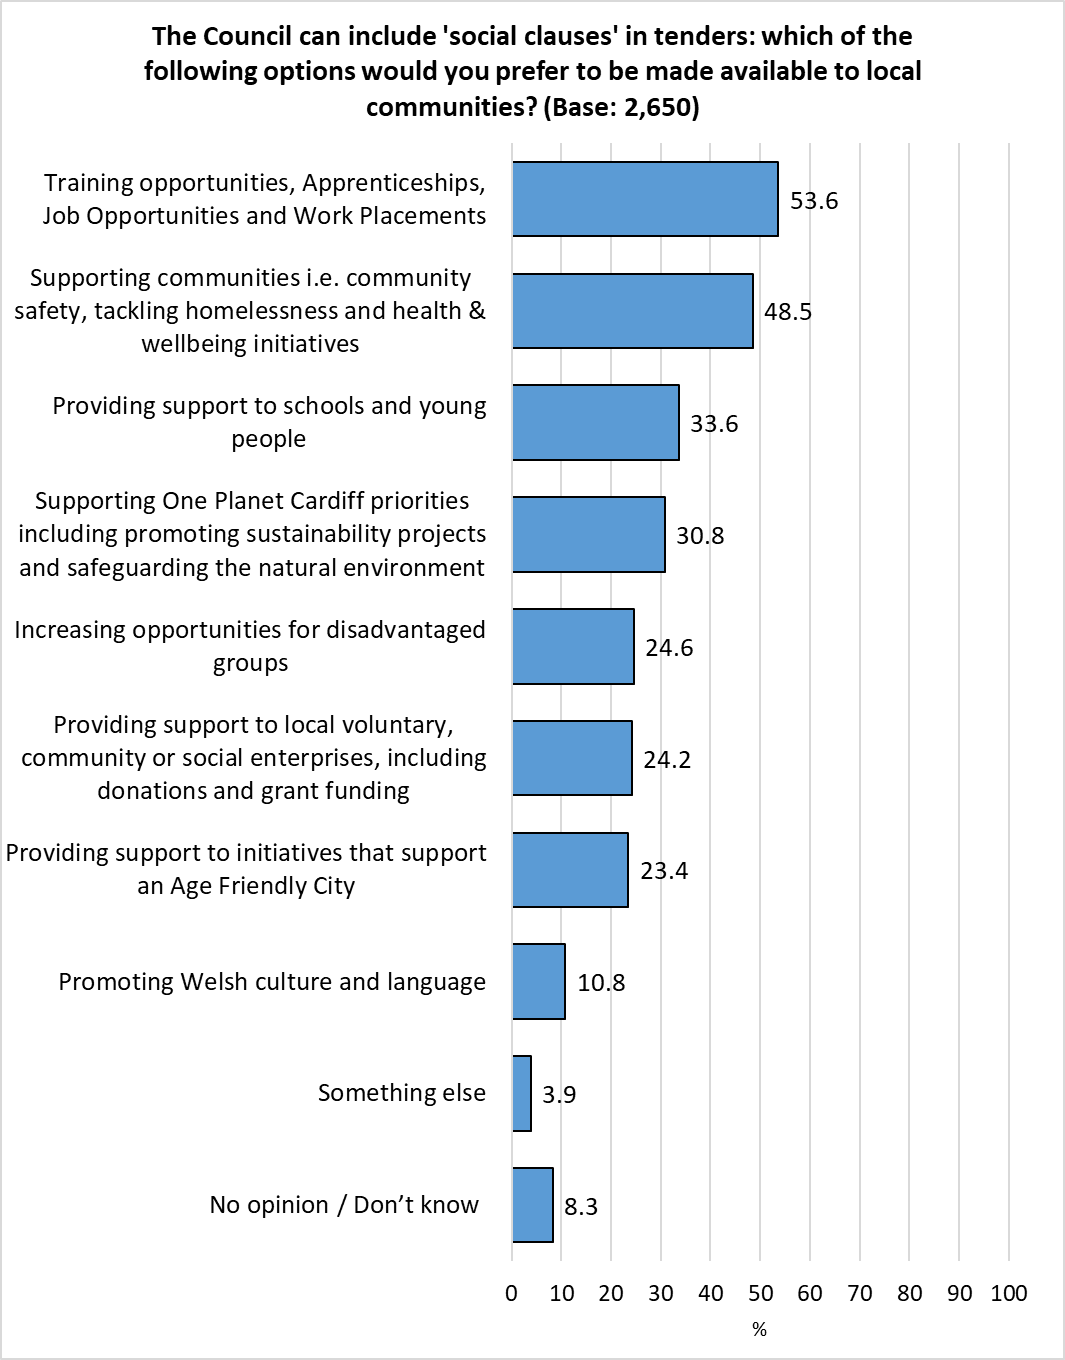 The Council can include 'social clauses' in tenders: which of the
following options would you prefer to be made available to local
communities? (Base: 2,650)
Training opportunities, Apprenticeships,
Job Opportunities and Work Placements
53.6
Supporting communities i.e. community
safety, tackling homelessness and health &
wellbeing initiatives
48.5
Providing support to schools and young
people
33.6
Supporting One Planet Cardiff priorities
including promoting sustainability projects
and safeguarding the natural environment
30.8
Increasing opportunities for disadvantaged
groups
24.6
Providing support to local voluntary,
community or social enterprises, including
donations and grant funding
24.2
Providing support to initiatives that support
an Age Friendly City
23.4
Promoting Welsh culture and language
10.8
Something else
3.9
No opinion / Don’t know
8.3
0 10 20 30 40 50 60 70 80 90 100
%